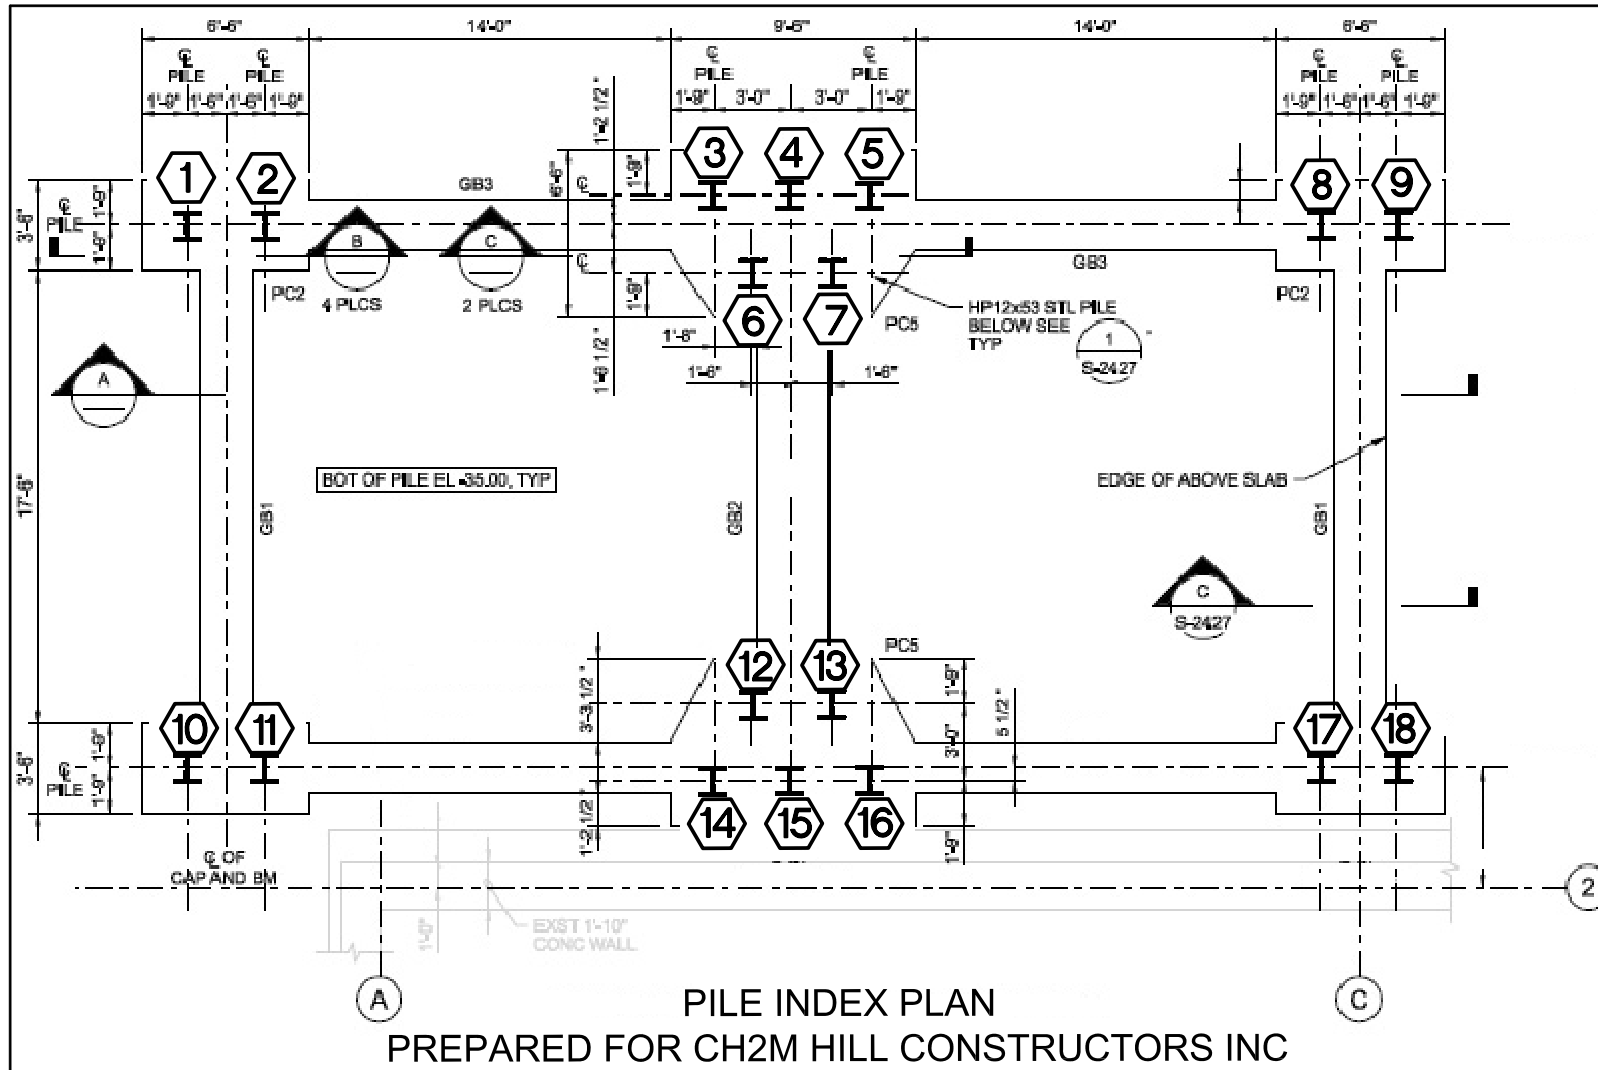 6'-6"
14'-0"
9'-6"
14'-0"
6'-6"
℄
PILE
℄
PILE
℄
PILE
℄
PILE
℄
PILE
℄
PILE
1'-9"
1'-6"
1'-6"
1'-9"
1'-9"
3'-0"
3'-0"
1'-9"
1'-9"
1'-6"
1'-6"
1'-9"
1'-2 1/2"
1
2
3
4
5
8
9
3'-6"
℄
PILE
1'-9"
1'-9"
GB3
6'-6"
1'-9"
℄
B
4 PLCS
C
2 PLCS
℄
1'-9"
GB3
PC2
PC2
6
7
PC5
HP12x53 STL PILE
BELOW SEE
TYP
1
S-2427
1'-6"
1'-6"
A
BOT OF PILE EL -35.00, TYP
EDGE OF ABOVE SLAB
17'-6"
GB1
GB2
GB1
C
S-2427
12
13
PC5
3'-3 1/2"
1'-9"
3'-0"
5 1/2"
10
11
17
18
3'-6"
℄
PILE
1'-9"
1'-9"
14
15
16
1'-2 1/2"
1'-9"
℄ OF
CAP AND BM
2
1'-0"
EXST 1'-10"
CONC WALL
A
C
PILE INDEX PLAN
PREPARED FOR CH2M HILL CONSTRUCTORS INC